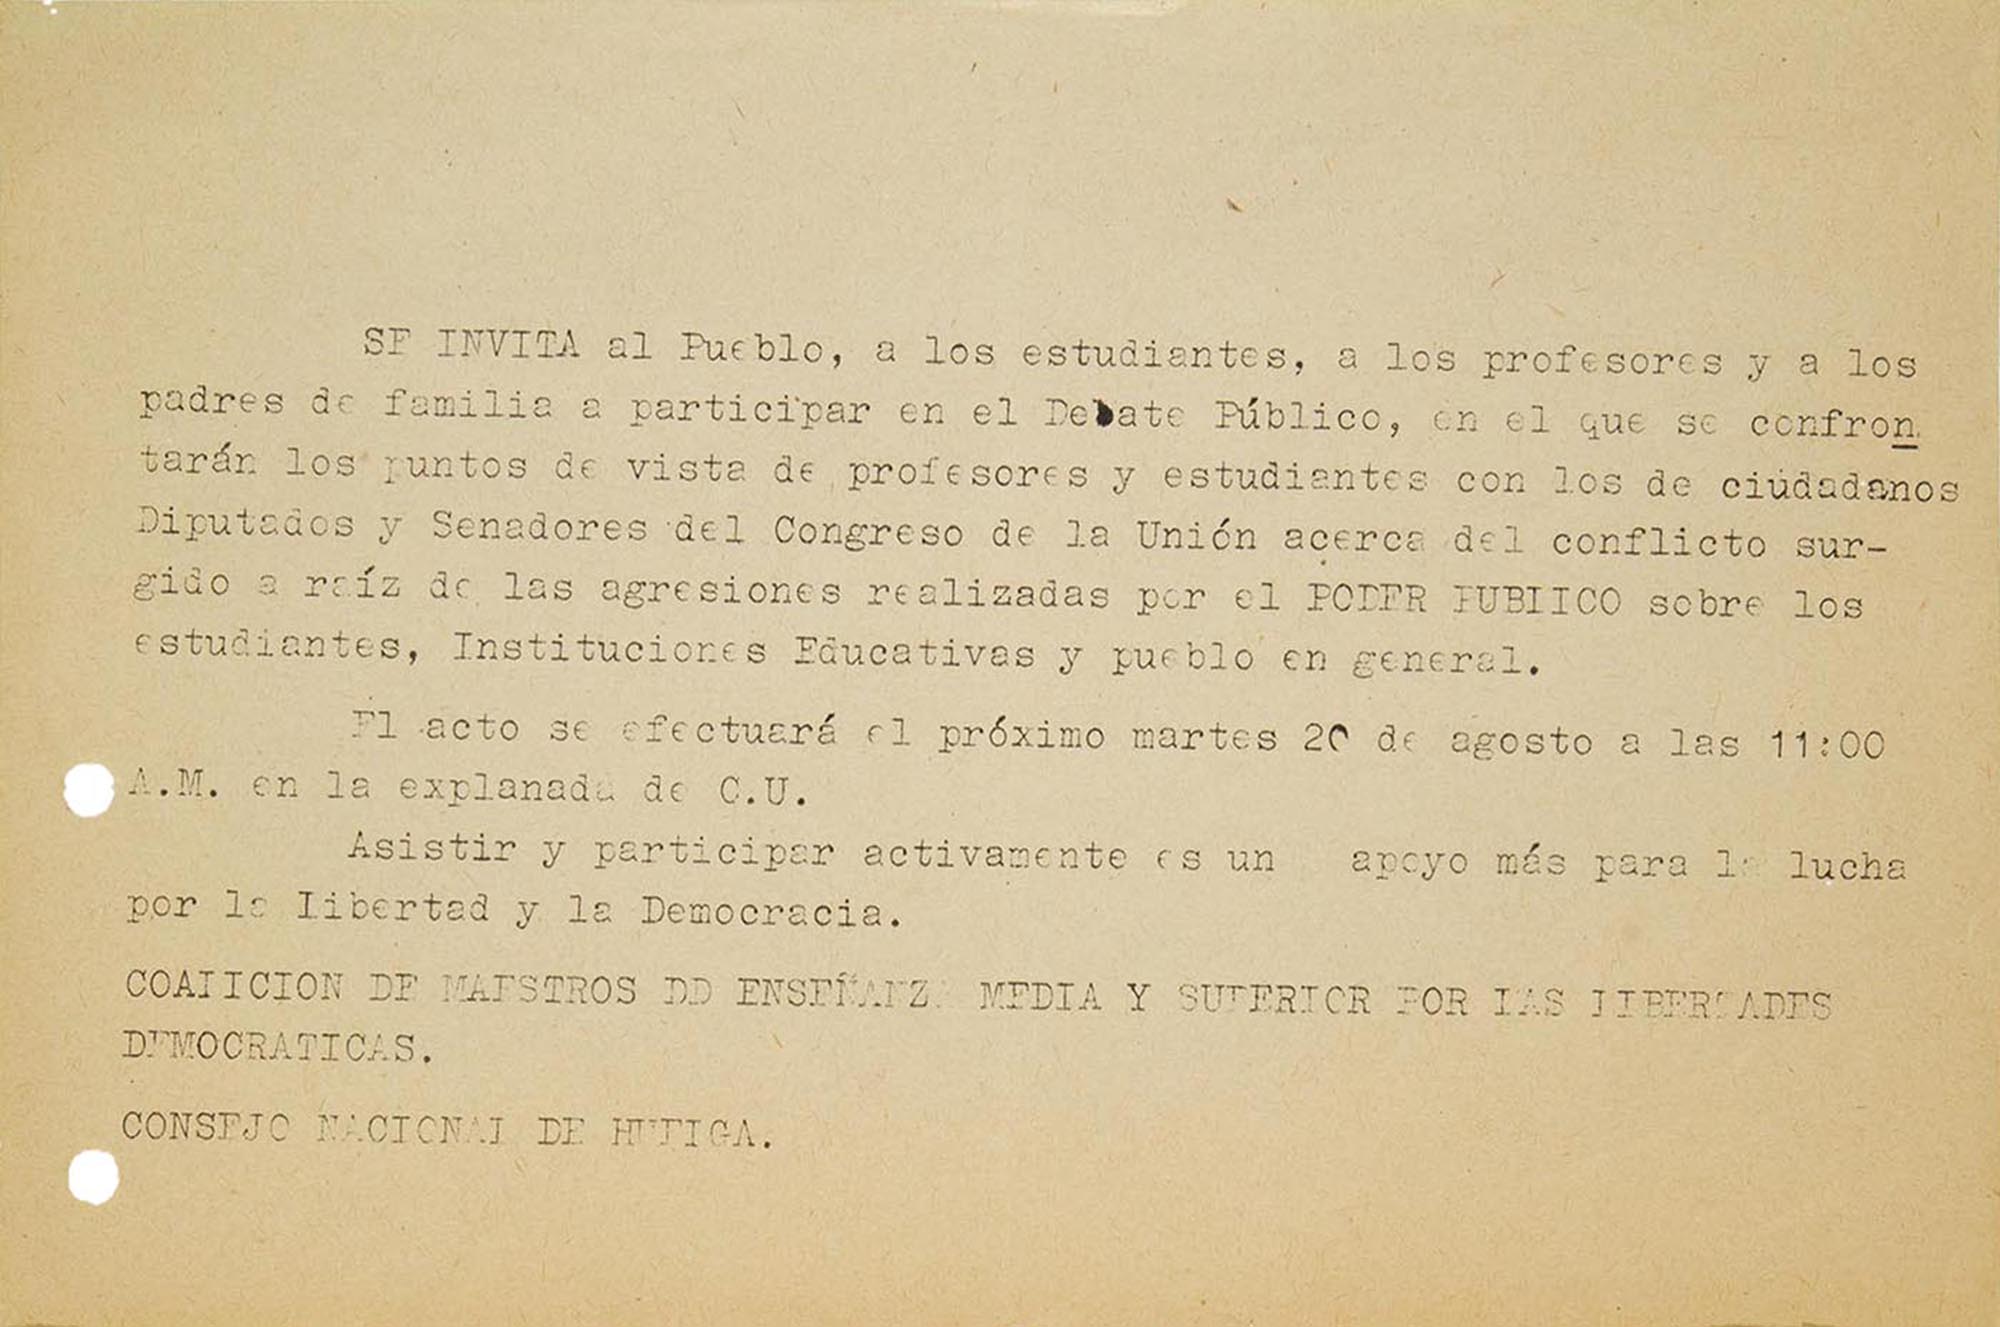 SE INVITA al Pueblo, a los estudiantes, a los profesores y a los
padres de familia a participar en el Debate Público, en el que se confron
tarán los puntos de vista de profesores y estudiantes con los de ciudadanos
Diputados y Senadores del Congreso de la Unión acerca del conflicto sur-
gido a raíz de las agresiones realizadas por el PODER PUBLICO sobre los
estudiantes, Instituciones Educativas y pueblo en general.
El acto se efectuará el próximo martes 20 de agosto a las 11:00
A.M. en la explanada de C.U.
Asistir y participar activamente es un apoyo más para la lucha
por la Libertad y la Democracia.
COALICION DE MAESTROS DD ENSEÑANZA MEDIA Y SUPERIOR POR LAS LIBERTADES
DEMOCRATICAS.
CONSEJO NACIONAL DE HUELGA.